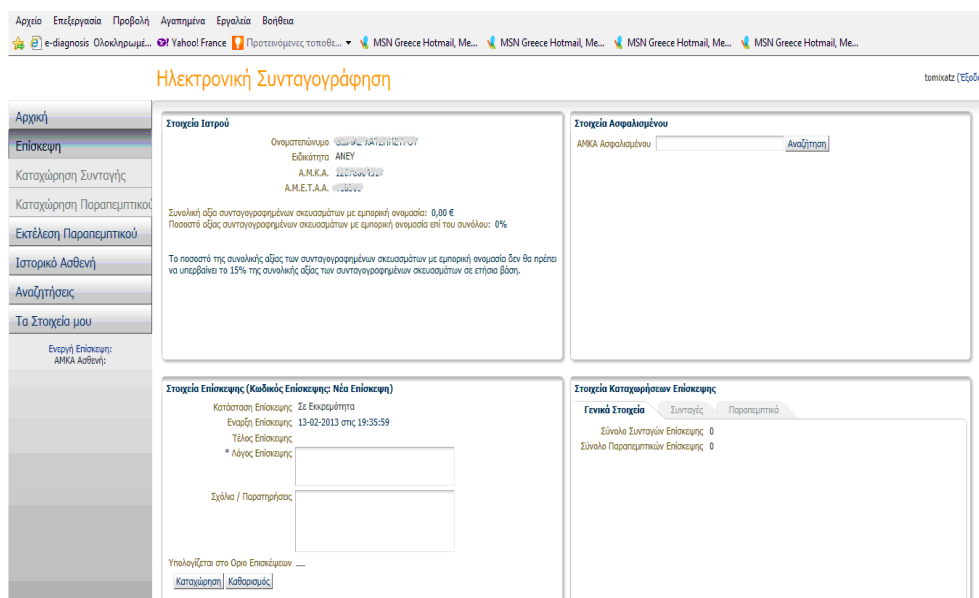 Αρχείο Επεξεργασία Προβολή Αγαπημένα Εργαλεία Βοήθεια
e-diagnosis Ολοκληρωμέ... Yahoo! France Προτεινόμενες τοποθε... MSN Greece Hotmail, Me... MSN Greece Hotmail, Me... MSN Greece Hotmail, Me... MSN Greece Hotmail, Me...
Ηλεκτρονική Συνταγογράφηση
tomixatz (Έξοδ
Αρχική
Επίσκεψη
Καταχώρηση Συνταγής
Καταχώρηση Παραπεμπτικού
Εκτέλεση Παραπεμπτικού
Ιστορικό Ασθενή
Αναζητήσεις
Τα Στοιχεία μου
Ενεργή Επίσκεψη:
ΑΜΚΑ Ασθενή:
Στοιχεία Ιατρού
Ονοματεπώνυμο
Ειδικότητα ΑΝΕΥ
Α.Μ.Κ.Α.
Α.Μ.Ε.Τ.Α.Α.
Συνολική αξία συνταγογραφημένων σκευασμάτων με εμπορική ονομασία: 0,00 €
Ποσοστό αξίας συνταγογραφημένων σκευασμάτων με εμπορική ονομασία επί του συνόλου: 0%
Το ποσοστό της συνολικής αξίας των συνταγογραφημένων σκευασμάτων με εμπορική ονομασία δεν θα πρέπει
να υπερβαίνει το 15% της συνολικής αξίας των συνταγογραφημένων σκευασμάτων σε ετήσια βάση.
Στοιχεία Ασφαλισμένου
ΑΜΚΑ Ασφαλισμένου Αναζήτηση
Στοιχεία Επίσκεψης (Κωδικός Επίσκεψης: Νέα Επίσκεψη)
Κατάσταση Επίσκεψης Σε Εκκρεμότητα
Εναρξη Επίσκεψης 13-02-2013 στις 19:35:59
Τέλος Επίσκεψης
* Λόγος Επίσκεψης
Σχόλια / Παρατηρήσεις
Υπολογίζεται στο Οριο Επισκέψεων
Καταχώρηση Καθαρισμός
Στοιχεία Καταχωρήσεων Επίσκεψης
Γενικά Στοιχεία Συνταγές Παραπεμπτικά
Σύνολο Συνταγών Επίσκεψης 0
Σύνολο Παραπεμπτικών Επίσκεψης 0